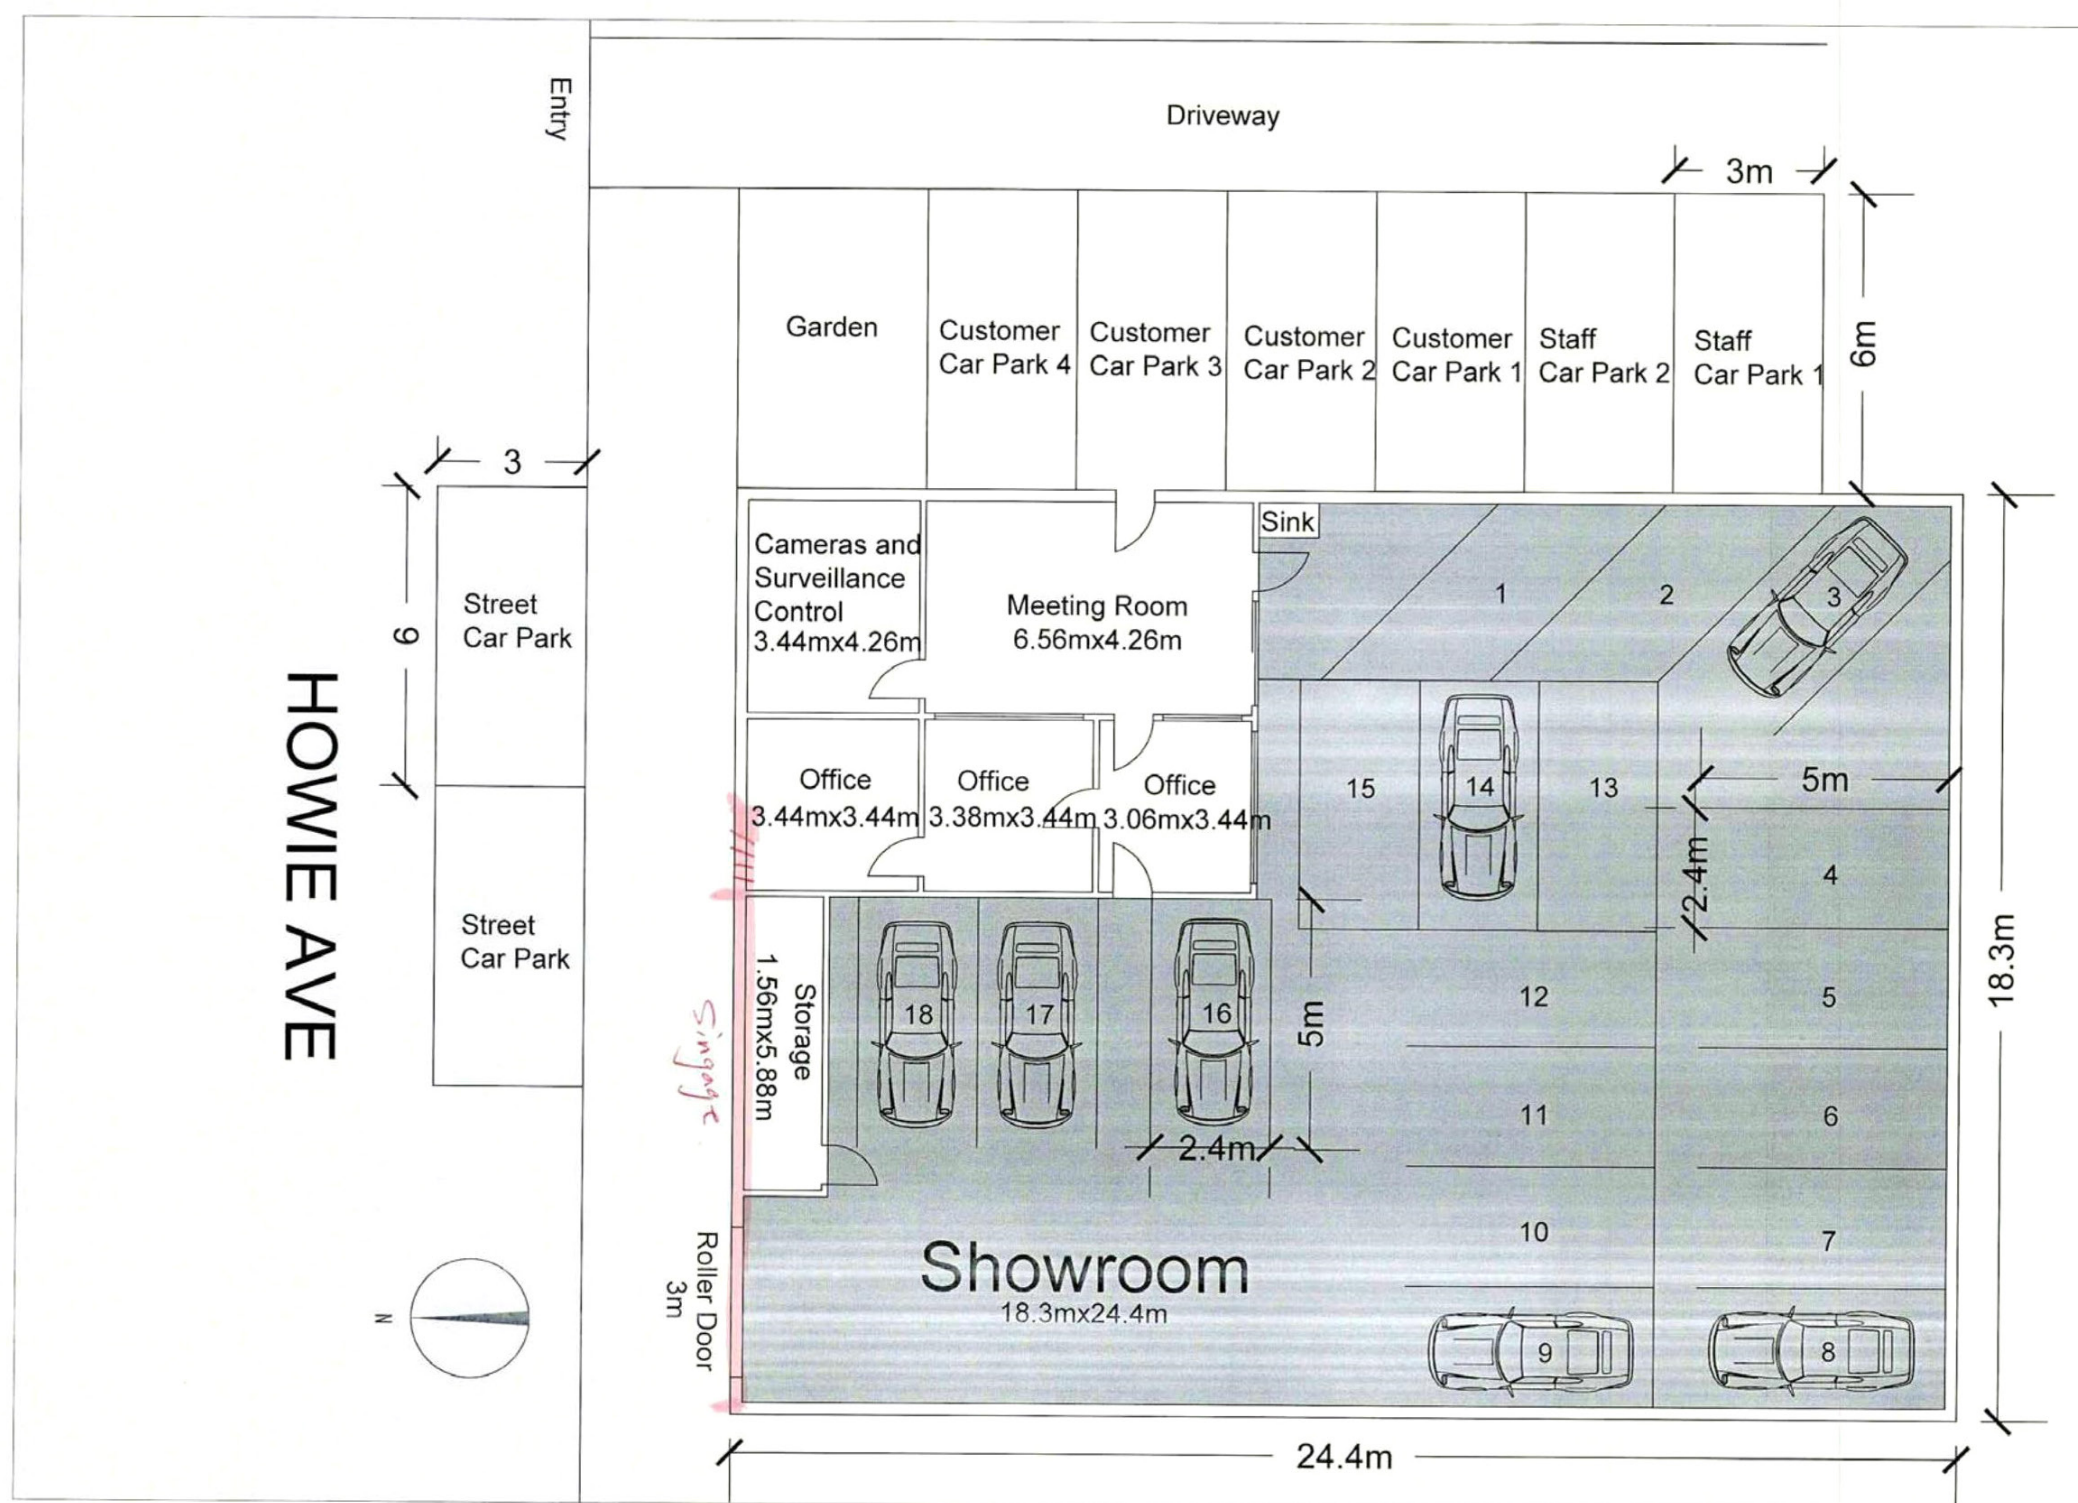 Entry
Driveway
3m
Garden
Customer
Car Park 4
Customer
Car Park 3
Customer
Car Park 2
Customer
Car Park 1
Staff
Car Park 2
Staff
Car Park 1
6m
3
6
Street
Car Park
Street
Car Park
HOWIE AVE
N
Cameras and
Surveillance
Control
3.44mx4.26m
Meeting Room
6.56mx4.26m
Sink
1
2
3
Office
3.44mx3.44m
Office
3.38mx3.44m
Office
3.06mx3.44m
15
14
13
5m
2.4m
4
Storage
1.56mx5.88m
18
17
16
5m
2.4m
12
5
11
6
10
7
9
8
18.3m
Singage
Roller Door
3m
Showroom
18.3mx24.4m
24.4m